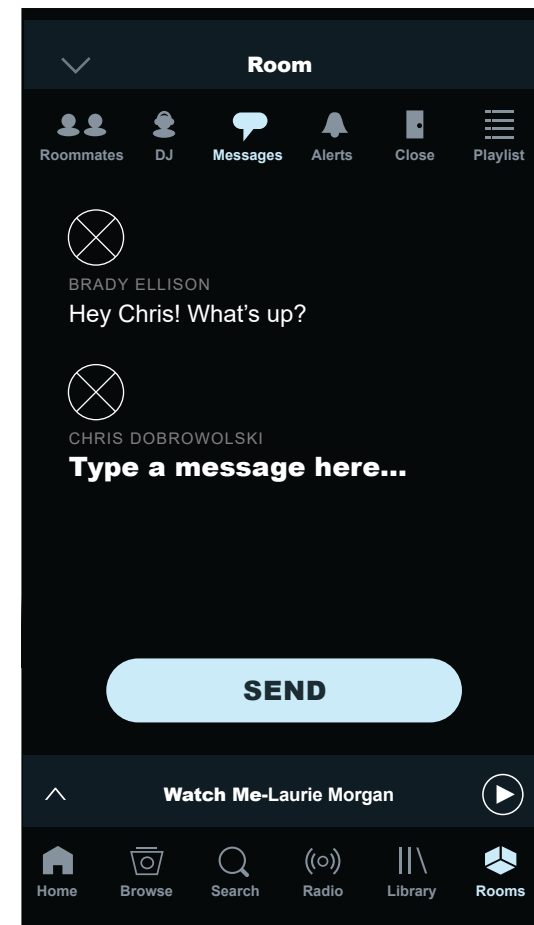 Room
Roommates DJ Messages Alerts Close Playlist
BRADY ELLISON
Hey Chris! What’s up?
CHRIS DOBROWOLSKI
Type a message here...
SEND
Watch Me-Laurie Morgan
Home Browse Search Radio Library Rooms